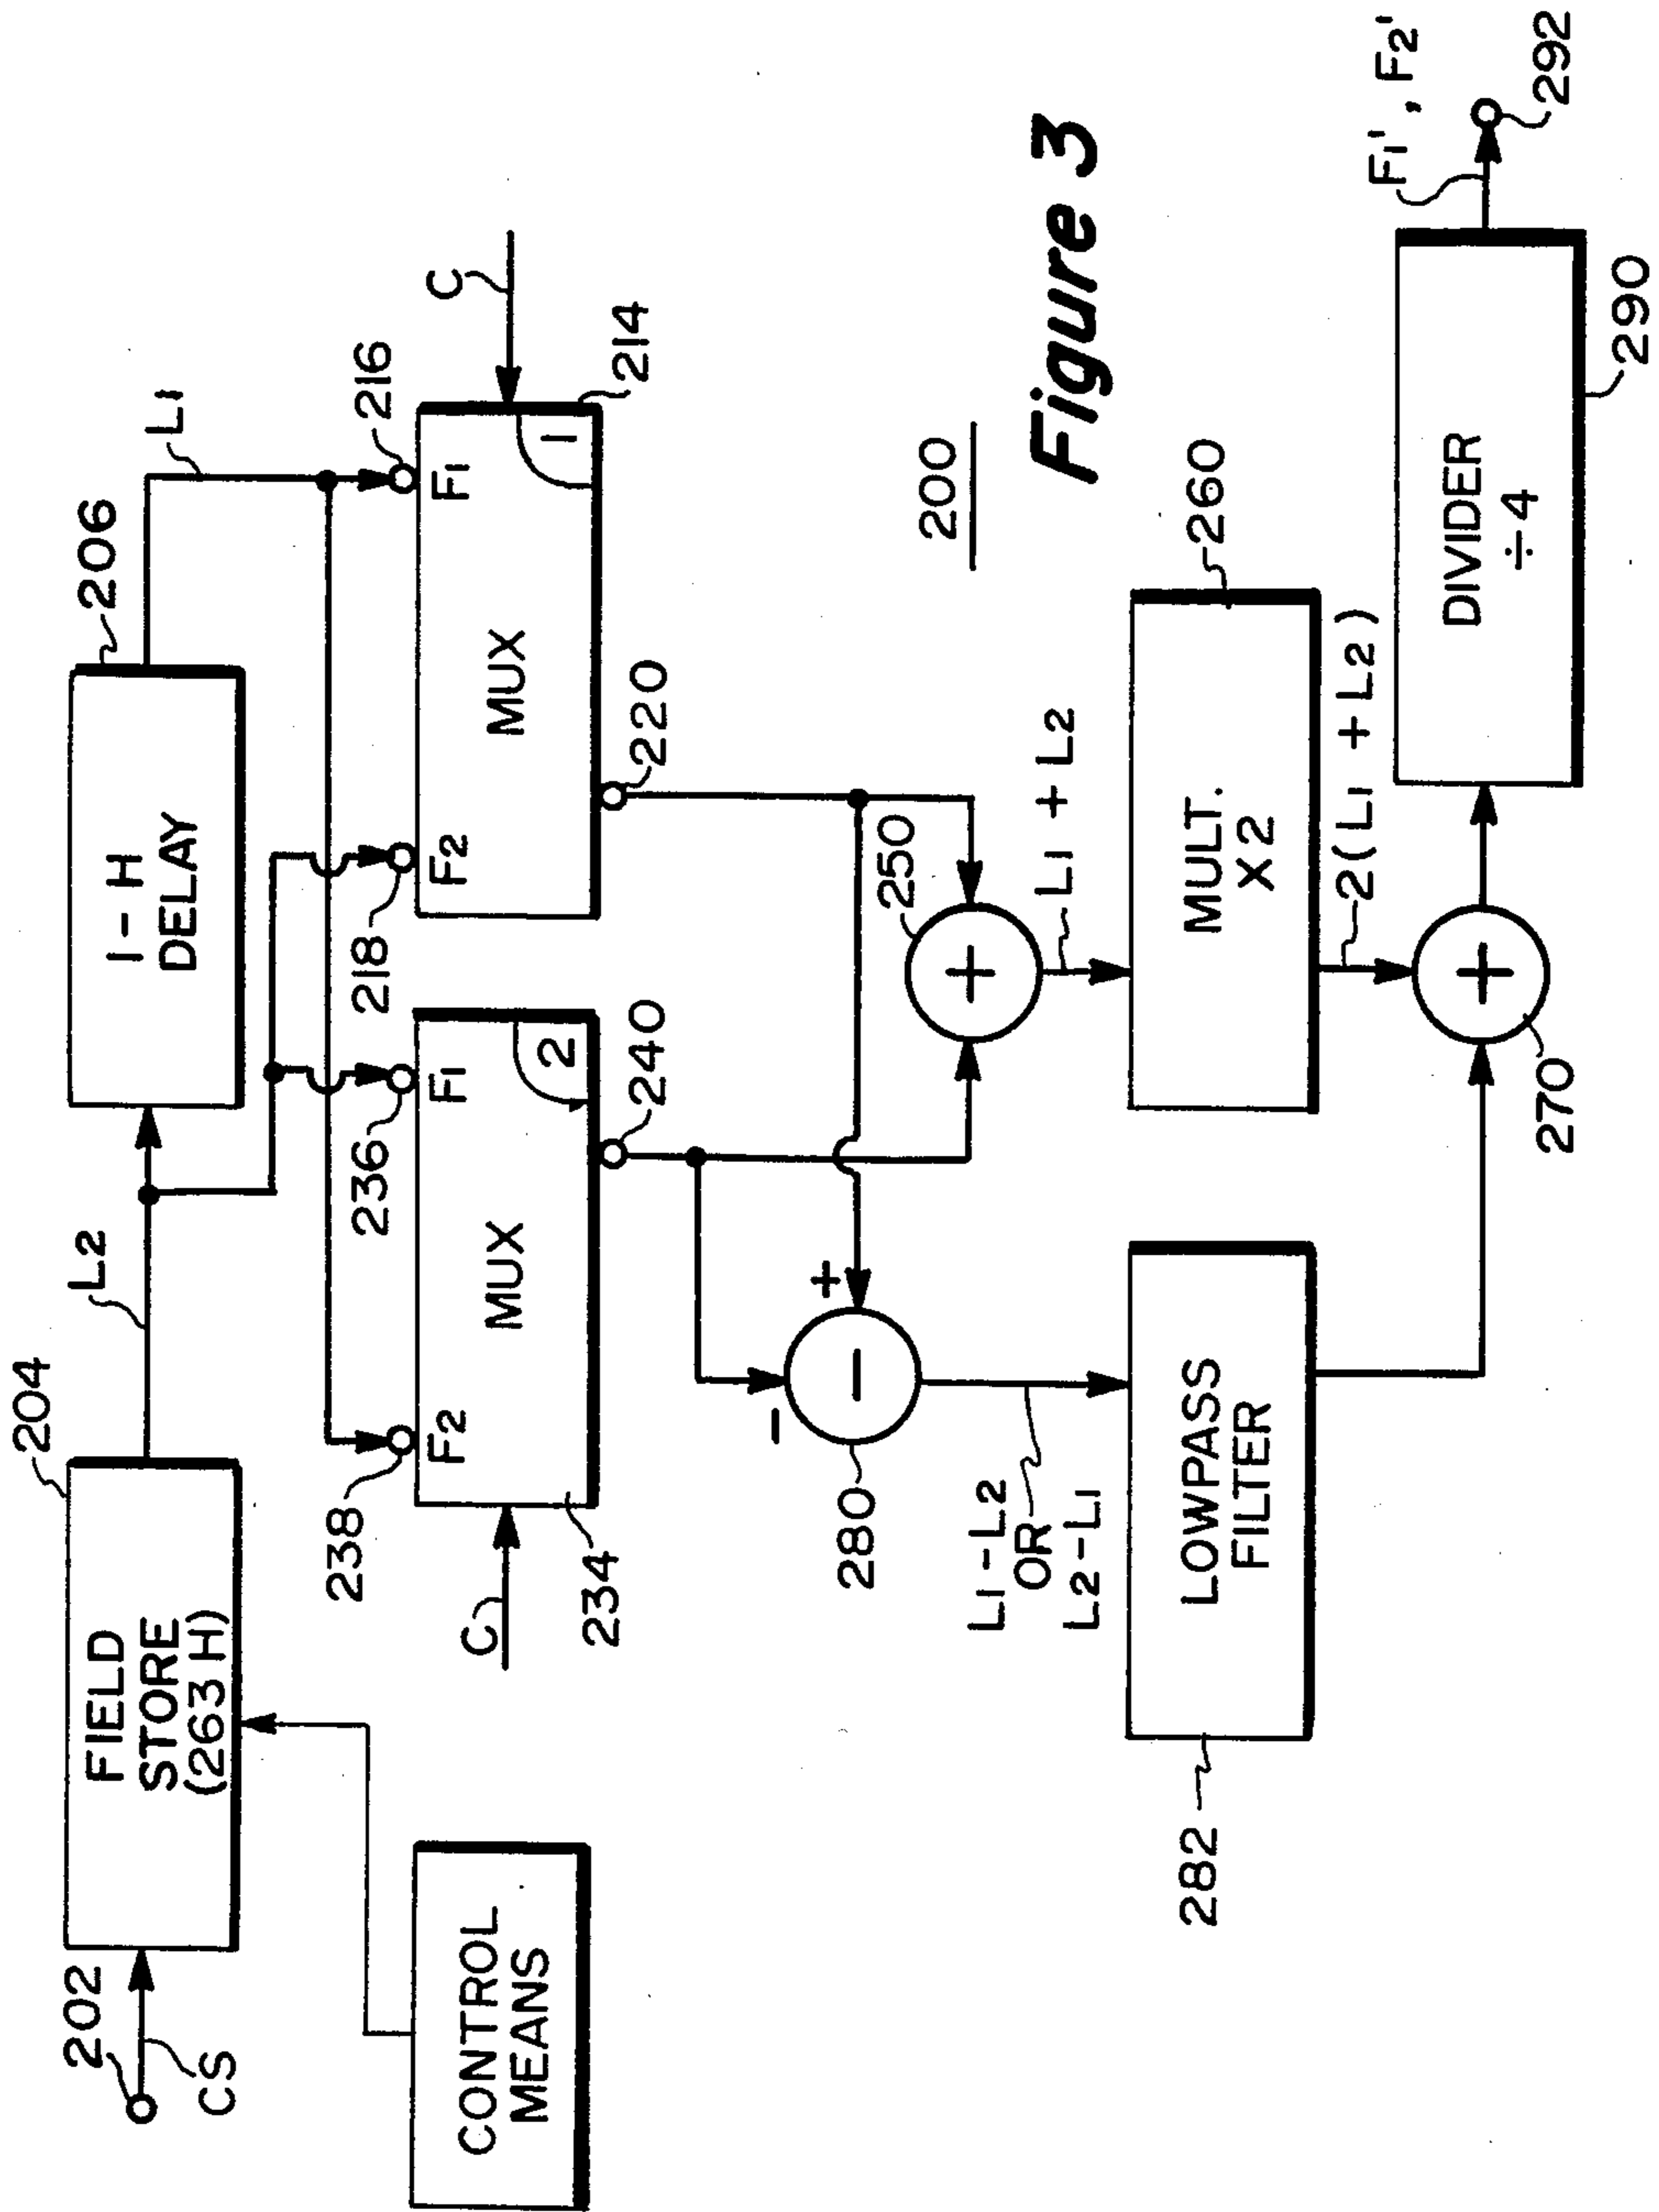 202
CS
FIELD
STORE
(263 H)
204
L2
1-H
DELAY
206
L1
CONTROL
MEANS
C
234
238
F2
236
F1
MUX
2
240
218
F2
216
F1
MUX
1
220
214
C
280
-
+
−
L1-L2
OR
L2-L1
250
+
L1 + L2
200
Figure 3
282
LOWPASS
FILTER
MULT.
X2
260
2(L1 + L2)
270
+
DIVIDER
÷4
290
F1', F2'
292